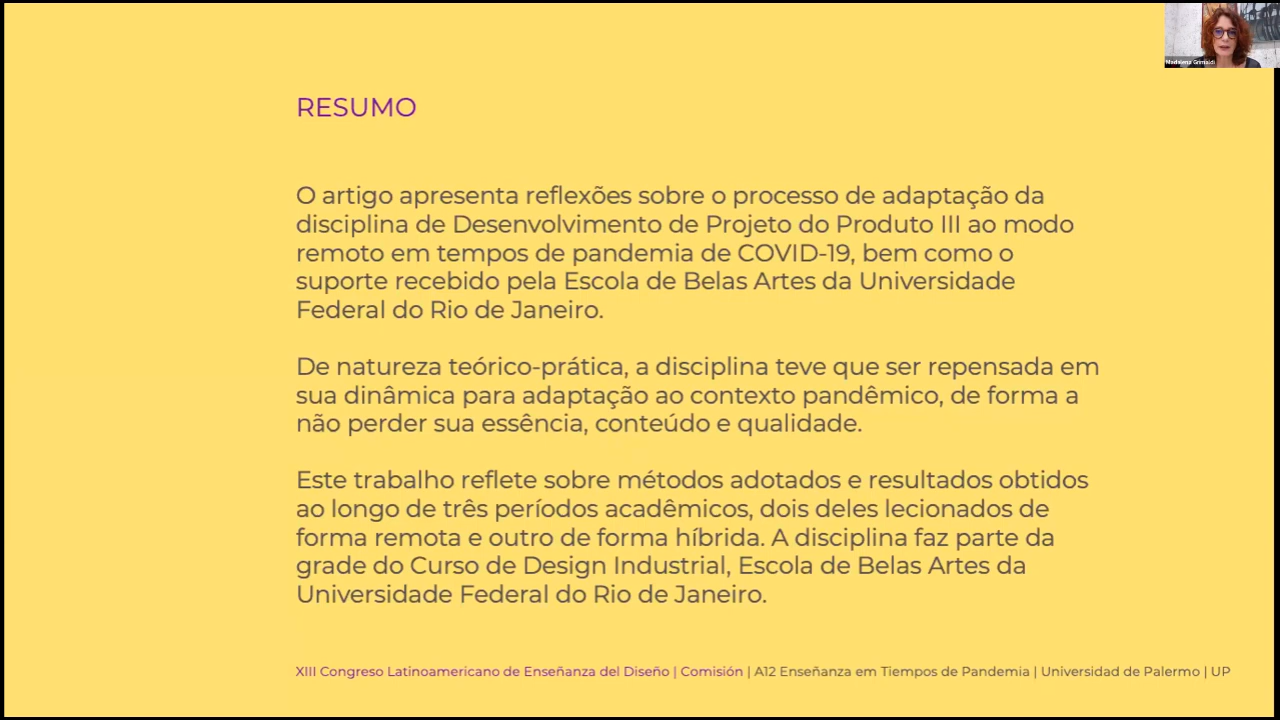 Madalena Grimaldi
RESUMO
O artigo apresenta reflexões sobre o processo de adaptação da
disciplina de Desenvolvimento de Projeto do Produto III ao modo
remoto em tempos de pandemia de COVID-19, bem como o
suporte recebido pela Escola de Belas Artes da Universidade
Federal do Rio de Janeiro.
De natureza teórico-prática, a disciplina teve que ser repensada em
sua dinâmica para adaptação ao contexto pandêmico, de forma a
não perder sua essência, conteúdo e qualidade.
Este trabalho reflete sobre métodos adotados e resultados obtidos
ao longo de três períodos acadêmicos, dois deles lecionados de
forma remota e outro de forma híbrida. A disciplina faz parte da
grade do Curso de Design Industrial, Escola de Belas Artes da
Universidade Federal do Rio de Janeiro.
XIII Congreso Latinoamericano de Enseñanza del Diseño | Comisión | A12 Enseñanza em Tiempos de Pandemia | Universidad de Palermo | UP